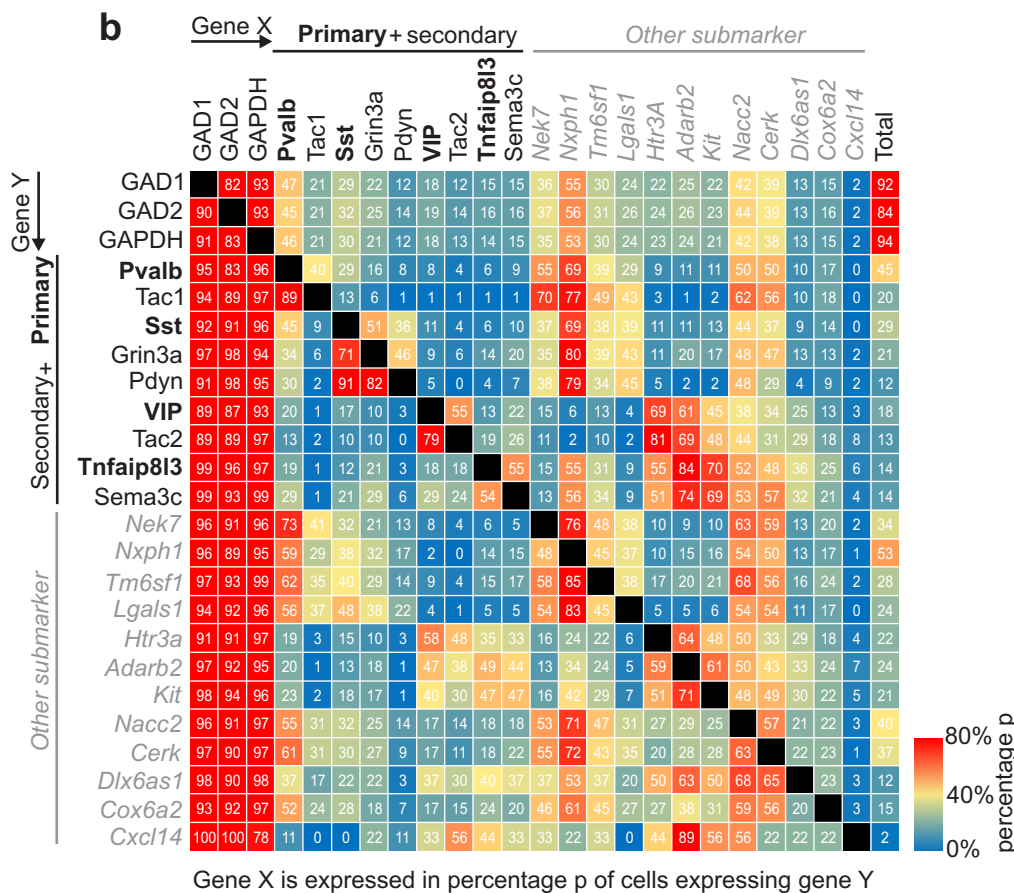 b
Gene X
Primary + secondary
Other submarker
GAD1 GAD2 GAPDH Pvalb Tac1 Sst Grin3a Pdyn VIP Tac2 Tnfaip8l3 Sema3c Nek7 Nxph1 Tm6sf1 Lgals1 Htr3A Adarb2 Kit Nacc2 Cerk Dlx6as1 Cox6a2 Cxcl14 Total
Gene Y
Secondary+ Primary
Other submarker
GAD1 82 93 47 21 29 22 12 18 12 15 15 36 55 30 24 22 25 22 42 39 13 15 2 92
GAD2 90 93 45 21 32 25 14 19 14 16 16 37 56 31 26 24 26 23 44 39 13 16 2 84
GAPDH 91 83 46 21 30 21 12 18 13 14 14 35 53 30 24 23 24 21 42 38 13 15 2 94
Pvalb 95 83 96 40 29 16 8 8 4 6 9 55 69 39 29 9 11 11 50 50 10 17 0 45
Tac1 94 89 97 89 13 6 1 1 1 1 1 70 77 49 43 3 1 2 62 56 10 18 0 20
Sst 92 91 96 45 9 51 36 11 4 6 10 37 69 38 39 11 11 13 44 37 9 14 0 29
Grin3a 97 98 94 34 6 71 46 9 6 14 20 37 80 39 43 11 20 17 48 47 13 20 2 21
Pdyn 91 98 95 30 2 91 82 5 0 4 7 38 79 34 45 5 2 2 48 29 4 9 2 12
VIP 89 87 93 20 1 17 10 3 55 13 22 15 6 13 4 69 61 45 38 34 25 13 3 18
Tac2 89 89 97 13 2 10 10 0 79 19 26 11 2 10 2 81 69 48 44 31 29 18 8 13
Tnfaip8l3 99 96 97 19 1 12 21 3 18 18 55 15 55 31 9 55 84 70 52 48 36 25 6 14
Sema3c 99 93 99 29 1 21 29 6 29 24 54 13 56 34 9 51 74 69 53 57 32 21 4 14
Nek7 96 91 96 73 41 32 21 13 8 4 6 5 76 48 38 10 9 10 63 59 13 20 2 34
Nxph1 96 89 95 59 29 38 32 17 2 0 14 15 48 45 37 10 15 16 54 50 13 17 1 53
Tm6sf1 97 93 99 62 35 40 29 14 9 4 15 17 58 85 38 17 20 21 68 56 16 24 2 28
Lgals1 94 92 96 56 37 48 38 22 4 1 5 5 54 83 45 5 5 6 54 54 11 17 0 24
Htr3a 91 91 97 19 3 15 10 3 58 48 35 33 16 24 22 6 64 48 50 33 29 18 4 22
Adarb2 97 92 95 20 1 13 18 1 47 38 49 44 13 34 24 5 59 61 50 43 33 24 7 24
Kit 98 94 96 23 2 18 17 1 40 30 47 47 16 42 29 7 51 71 48 49 30 22 5 21
Nacc2 96 91 97 55 31 32 25 14 17 14 18 18 53 71 47 31 27 29 25 57 21 22 3 40
Cerk 97 90 97 61 31 30 27 9 17 11 18 22 55 72 43 35 20 28 28 63 22 23 1 37
Dlx6as1 98 90 98 37 17 22 22 3 37 30 40 37 27 53 37 20 50 63 50 68 65 23 3 12
Cox6a2 93 92 97 52 24 28 18 7 17 15 24 20 46 61 45 27 27 38 31 59 56 20 3 15
Cxcl14 100 100 78 11 0 0 22 11 33 56 44 33 22 33 33 0 44 89 56 56 22 22 22 2
80%
40%
0%
percentage p
Gene X is expressed in percentage p of cells expressing gene Y